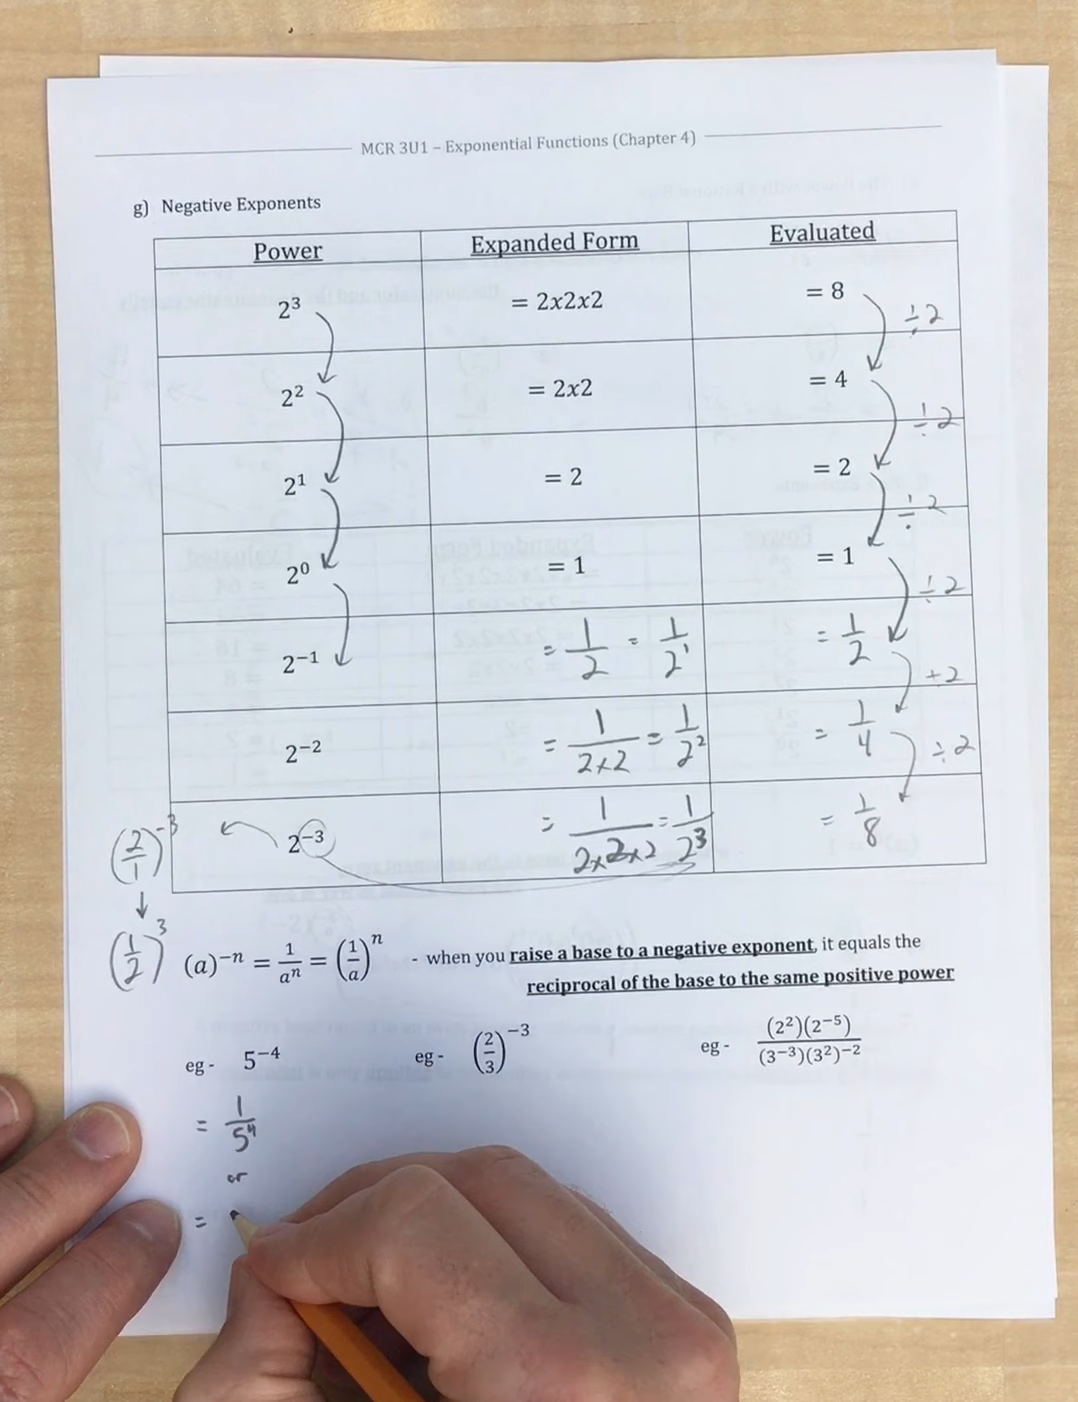 MCR 3U1 – Exponential Functions (Chapter 4)
g) Negative Exponents
Power Expanded Form Evaluated
2³ = 2x2x2 = 8 ÷2
2² = 2x2 = 4 ÷2
2¹ = 2 = 2 ÷2
2⁰ = 1 = 1 ÷2
2⁻¹ = 1/2 = 1/2¹ = 1/2 ÷2
2⁻² = 1/(2x2) = 1/2² = 1/4 ÷2
2⁻³ = 1/(2x2x2) = 1/2³ = 1/8
(2/1)⁻³
↓
(1/2)³ (a)⁻ⁿ = 1/aⁿ = (1/a)ⁿ - when you raise a base to a negative exponent, it equals the
reciprocal of the base to the same positive power
eg - 5⁻⁴ eg - (2/3)⁻³ eg - (2²)(2⁻⁵)/(3⁻³)(3²)⁻²
= 1/5⁴
or
=